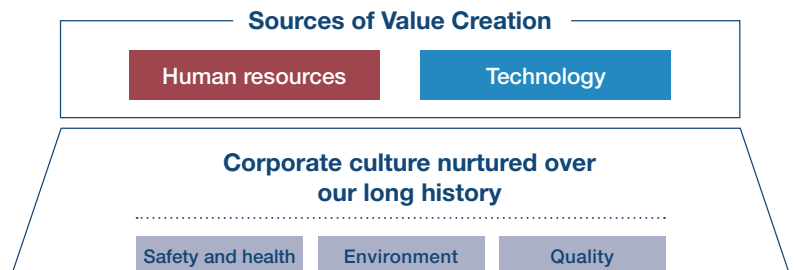 Sources of Value Creation
Human resources
Technology
Corporate culture nurtured over
our long history
Safety and health
Environment
Quality